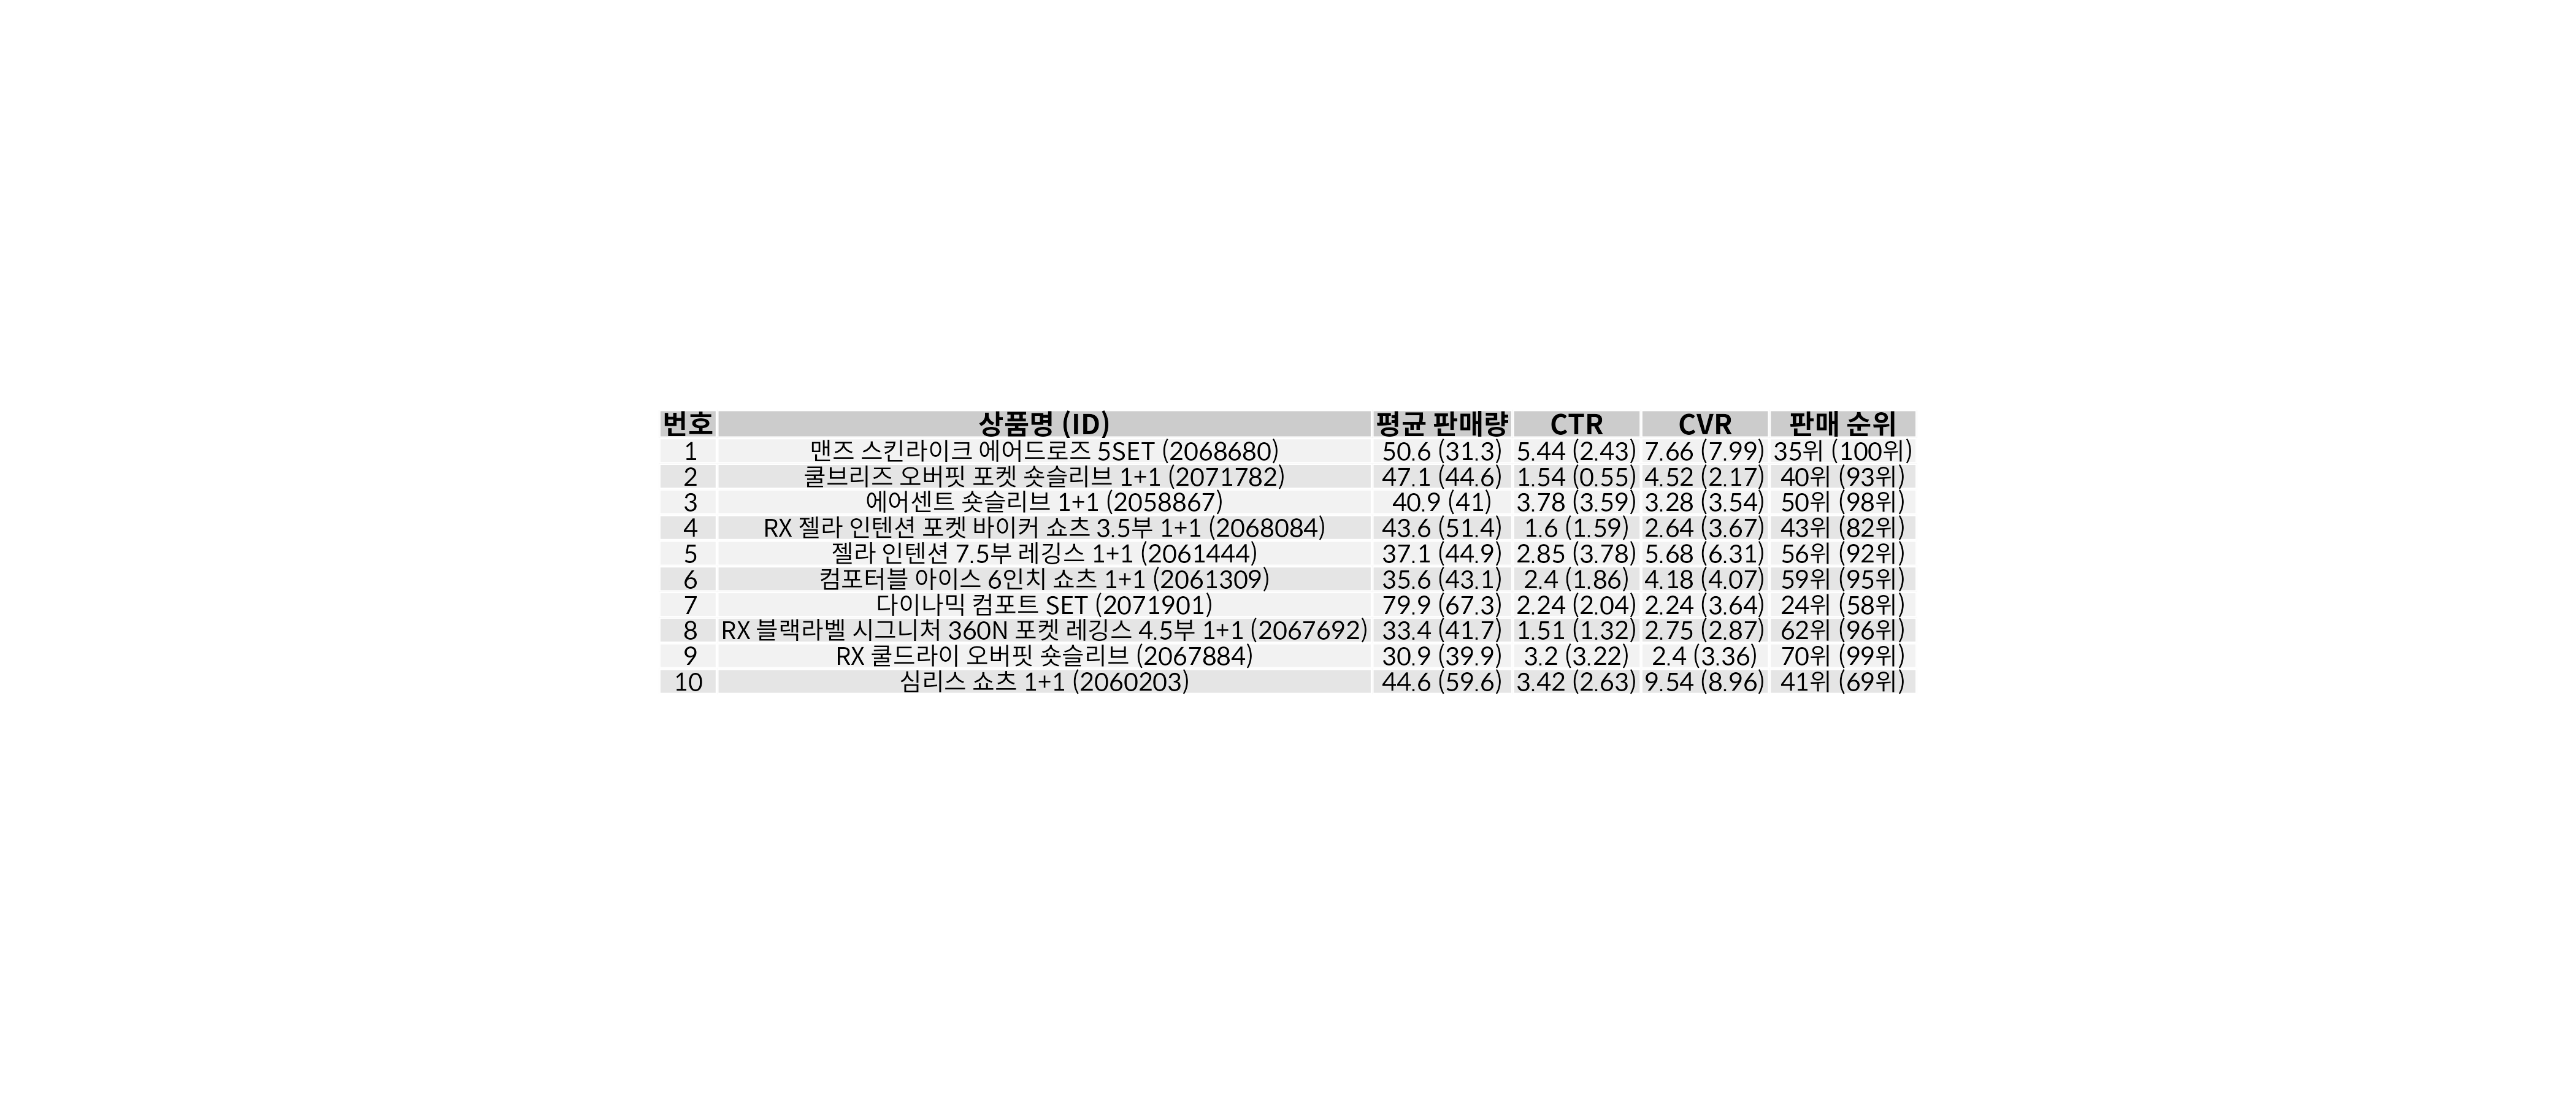 번호 상품명 (ID) 평균 판매량 CTR CVR 판매 순위
1 맨즈 스킨라이크 에어드로즈 5SET (2068680) 50.6 (31.3) 5.44 (2.43) 7.66 (7.99) 35위 (100위)
2 쿨브리즈 오버핏 포켓 숏슬리브 1+1 (2071782) 47.1 (44.6) 1.54 (0.55) 4.52 (2.17) 40위 (93위)
3 에어센트 숏슬리브 1+1 (2058867) 40.9 (41) 3.78 (3.59) 3.28 (3.54) 50위 (98위)
4 RX 젤라 인텐션 포켓 바이커 쇼츠 3.5부 1+1 (2068084) 43.6 (51.4) 1.6 (1.59) 2.64 (3.67) 43위 (82위)
5 젤라 인텐션 7.5부 레깅스 1+1 (2061444) 37.1 (44.9) 2.85 (3.78) 5.68 (6.31) 56위 (92위)
6 컴포터블 아이스 6인치 쇼츠 1+1 (2061309) 35.6 (43.1) 2.4 (1.86) 4.18 (4.07) 59위 (95위)
7 다이나믹 컴포트 SET (2071901) 79.9 (67.3) 2.24 (2.04) 2.24 (3.64) 24위 (58위)
8 RX 블랙라벨 시그니처 360N 포켓 레깅스 4.5부 1+1 (2067692) 33.4 (41.7) 1.51 (1.32) 2.75 (2.87) 62위 (96위)
9 RX 쿨드라이 오버핏 숏슬리브 (2067884) 30.9 (39.9) 3.2 (3.22) 2.4 (3.36) 70위 (99위)
10 심리스 쇼츠 1+1 (2060203) 44.6 (59.6) 3.42 (2.63) 9.54 (8.96) 41위 (69위)